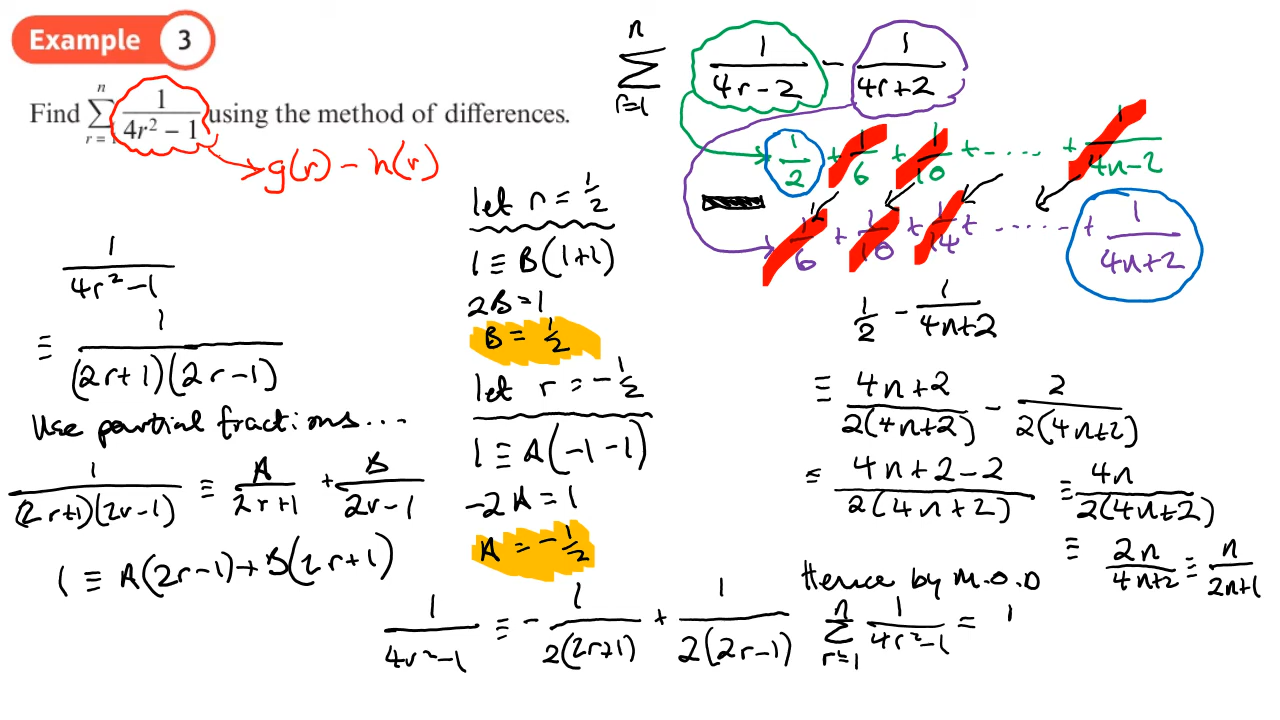 Example 3
Find ∑_{r=1}^{n} 1/(4r² − 1) using the method of differences.
g(r) − h(r)
1/(4r² − 1)
≡ 1/((2r+1)(2r−1))
Use partial fractions...
1/((2r+1)(2r−1)) ≡ A/(2r+1) + B/(2r−1)
1 ≡ A(2r−1) + B(2r+1)
let r = ½
1 ≡ B(1+1)
2B = 1
B = ½
let r = −½
1 ≡ A(−1−1)
−2A = 1
A = −½
1/(4r²−1) ≡ − 1/(2(2r+1)) + 1/(2(2r−1))
∑_{r=1}^{n} 1/(4r−2) − 1/(4r+2)
1/2 + 1/6 + 1/10 + ..... + 1/(4n−2)
− 1/6 + 1/10 + 1/14 + ...... + 1/(4n+2)
1/2 − 1/(4n+2)
≡ (4n+2)/(2(4n+2)) − 2/(2(4n+2))
= (4n+2−2)/(2(4n+2)) ≡ 4n/(2(4n+2))
≡ 2n/(4n+2) ≡ n/(2n+1)
Hence by M.O.D
∑_{r=1}^{n} 1/(4r²−1) =